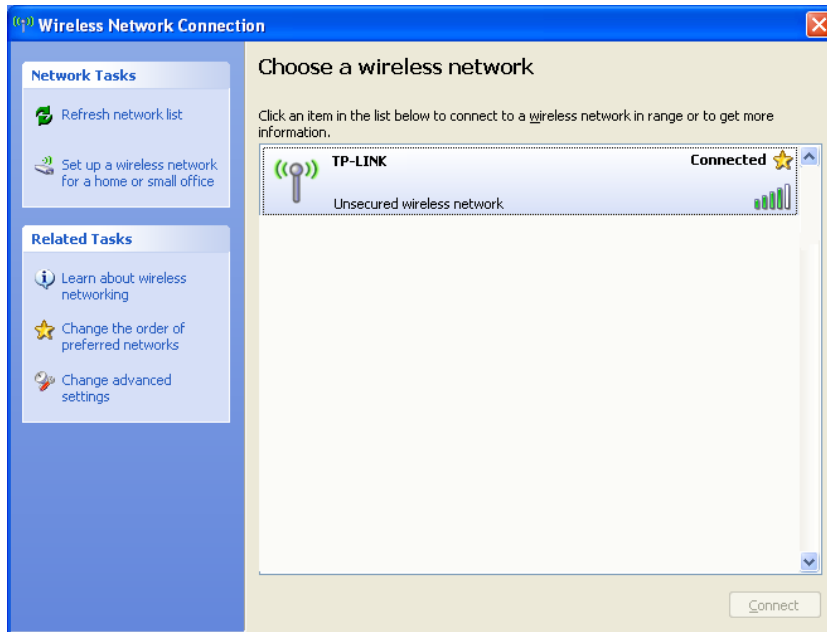 Wireless Network Connection
Network Tasks
Refresh network list
Set up a wireless network
for a home or small office
Related Tasks
Learn about wireless
networking
Change the order of
preferred networks
Change advanced
settings
Choose a wireless network
Click an item in the list below to connect to a wireless network in range or to get more
information.
TP-LINK Connected
Unsecured wireless network
Connect